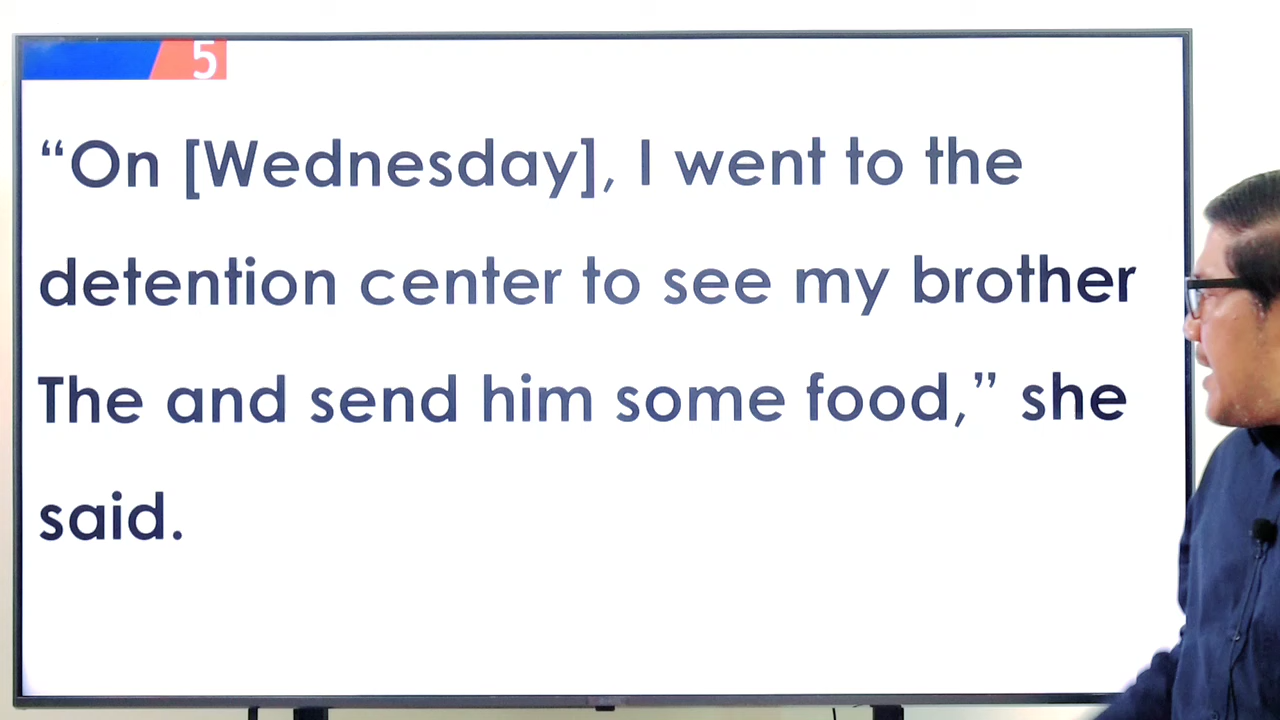 5
“On [Wednesday], I went to the
detention center to see my brother
The and send him some food,” she
said.